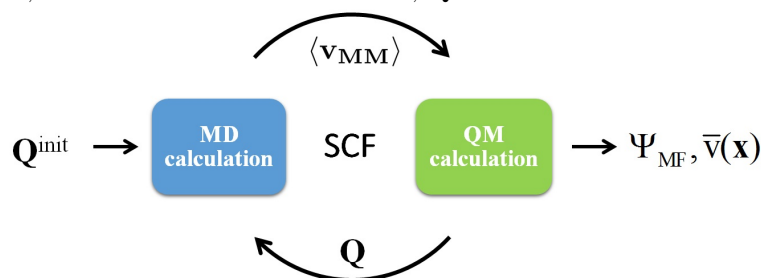 ⟨v_MM⟩
Q^init
MD
calculation
SCF
QM
calculation
Ψ_MF, v̄(x)
Q